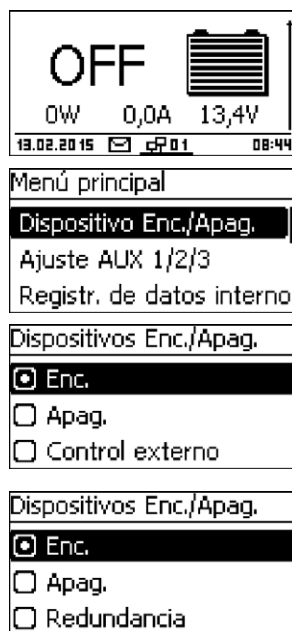 OFF
0W 0,0A 13,4V
13.02.2015 01 08:44
Menú principal
Dispositivo Enc./Apag.
Ajuste AUX 1/2/3
Registr. de datos interno
Dispositivos Enc./Apag.
Enc.
Apag.
Control externo
Dispositivos Enc./Apag.
Enc.
Apag.
Redundancia